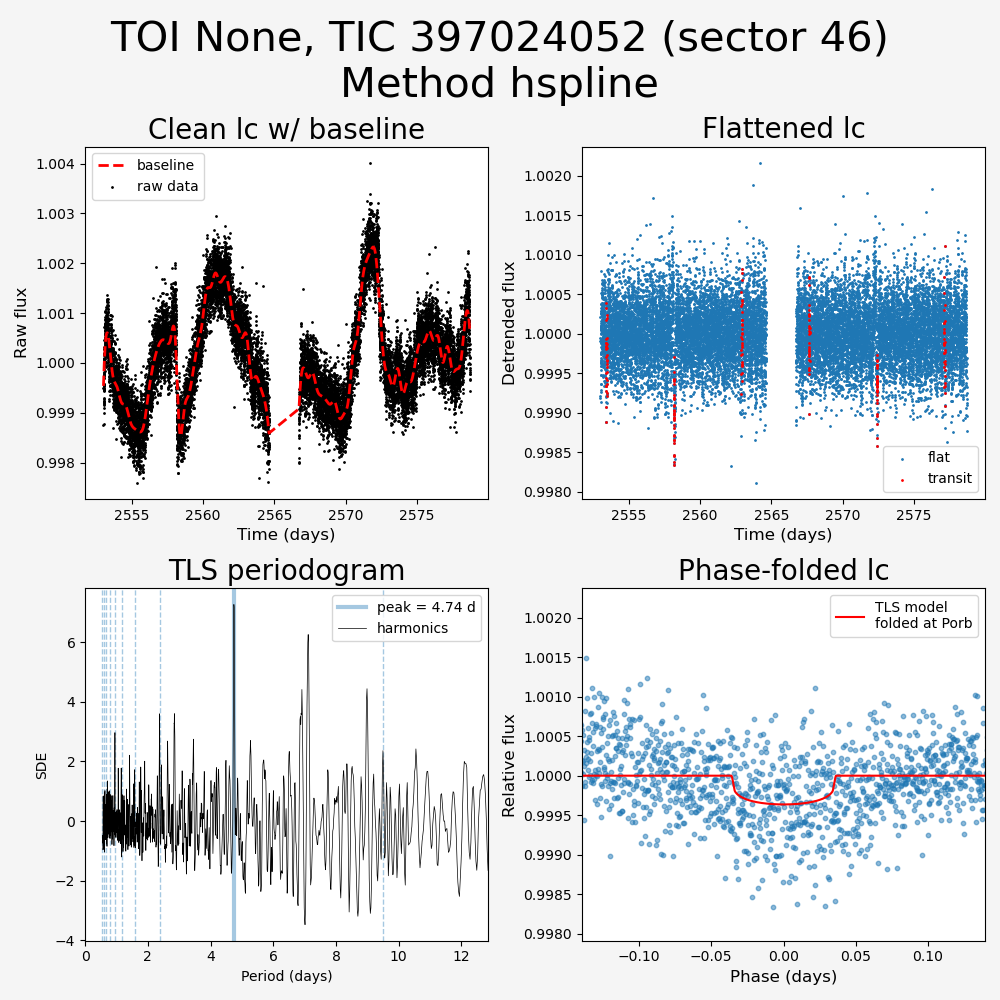 TOI None, TIC 397024052 (sector 46)
Method hspline
Clean lc w/ baseline
baseline
raw data
1.004
1.003
1.002
1.001
1.000
0.999
0.998
Raw flux
2555
2560
2565
2570
2575
Time (days)
Flattened lc
1.0020
1.0015
1.0010
1.0005
1.0000
0.9995
0.9990
0.9985
0.9980
Detrended flux
flat
transit
2555
2560
2565
2570
2575
Time (days)
TLS periodogram
peak = 4.74 d
harmonics
6
4
2
0
−2
−4
SDE
0
2
4
6
8
10
12
Period (days)
Phase-folded lc
TLS model
folded at Porb
1.0020
1.0015
1.0010
1.0005
1.0000
0.9995
0.9990
0.9985
0.9980
Relative flux
−0.10
−0.05
0.00
0.05
0.10
Phase (days)